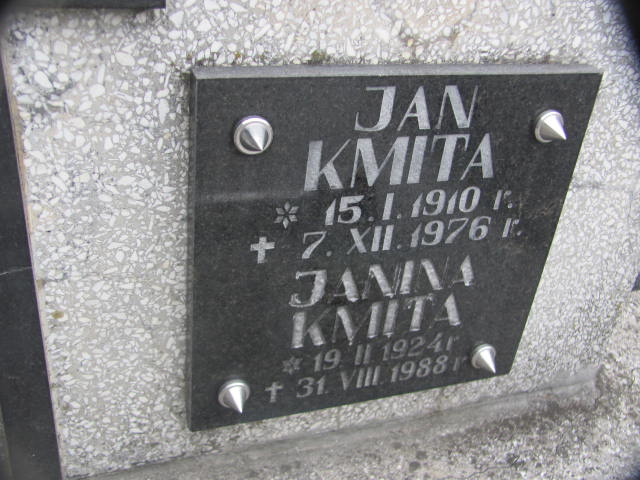 JAN
KMITA
* 15. I. 1910 r.
✝ 7. XII. 1976 r.
JANINA
KMITA
* 19. II 1924 r
✝ 31. VIII. 1988 r